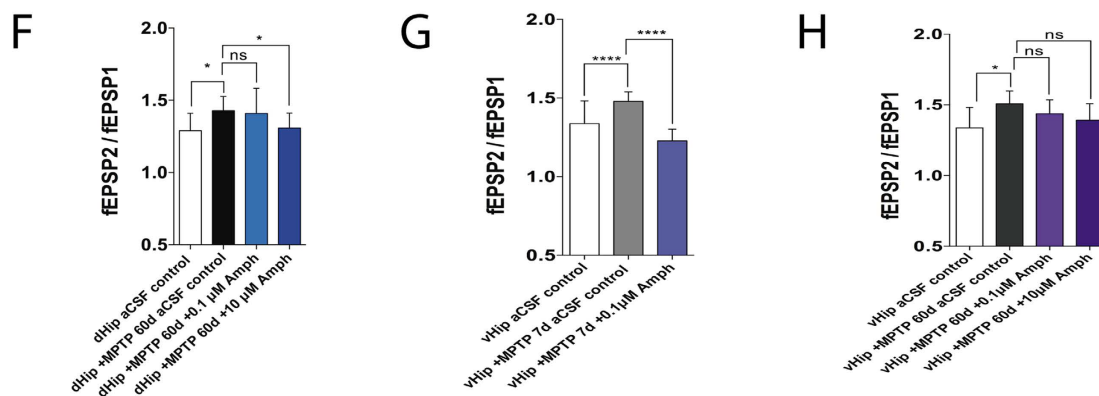 F
fEPSP2 / fEPSP1
2.0
1.5
1.0
0.5
*
ns
*
dHip aCSF control
dHip +MPTP 60d aCSF control
dHip +MPTP 60d +0.1 µM Amph
dHip +MPTP 60d +10 µM Amph
G
fEPSP2 / fEPSP1
2.0
1.5
1.0
0.5
****
****
vHip aCSF control
vHip +MPTP 7d aCSF control
vHip +MPTP 7d +0.1µM Amph
H
fEPSP2 / fEPSP1
2.0
1.5
1.0
0.5
*
ns
ns
vHip aCSF control
vHip +MPTP 60d aCSF control
vHip +MPTP 60d +0.1µM Amph
vHip +MPTP 60d +10µM Amph